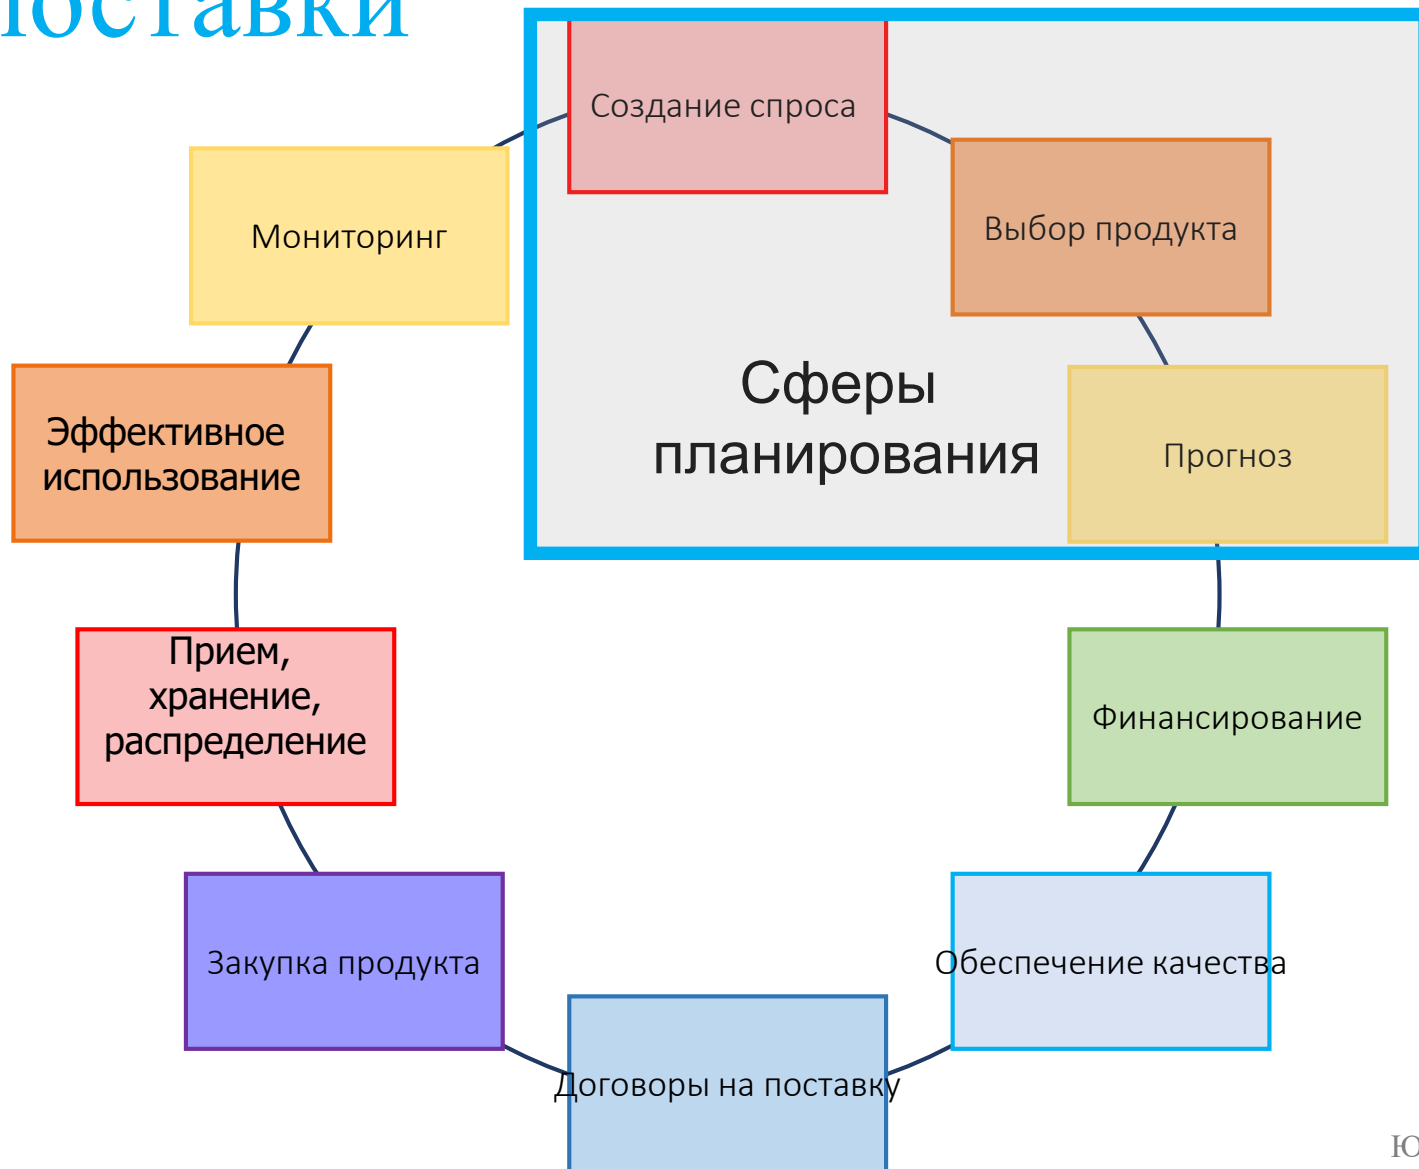 поставки
Создание спроса
Выбор продукта
Мониторинг
Сферы
планирования
Прогноз
Эффективное
использование
Прием,
хранение,
распределение
Финансирование
Закупка продукта
Обеспечение качества
Договоры на поставку
Ю